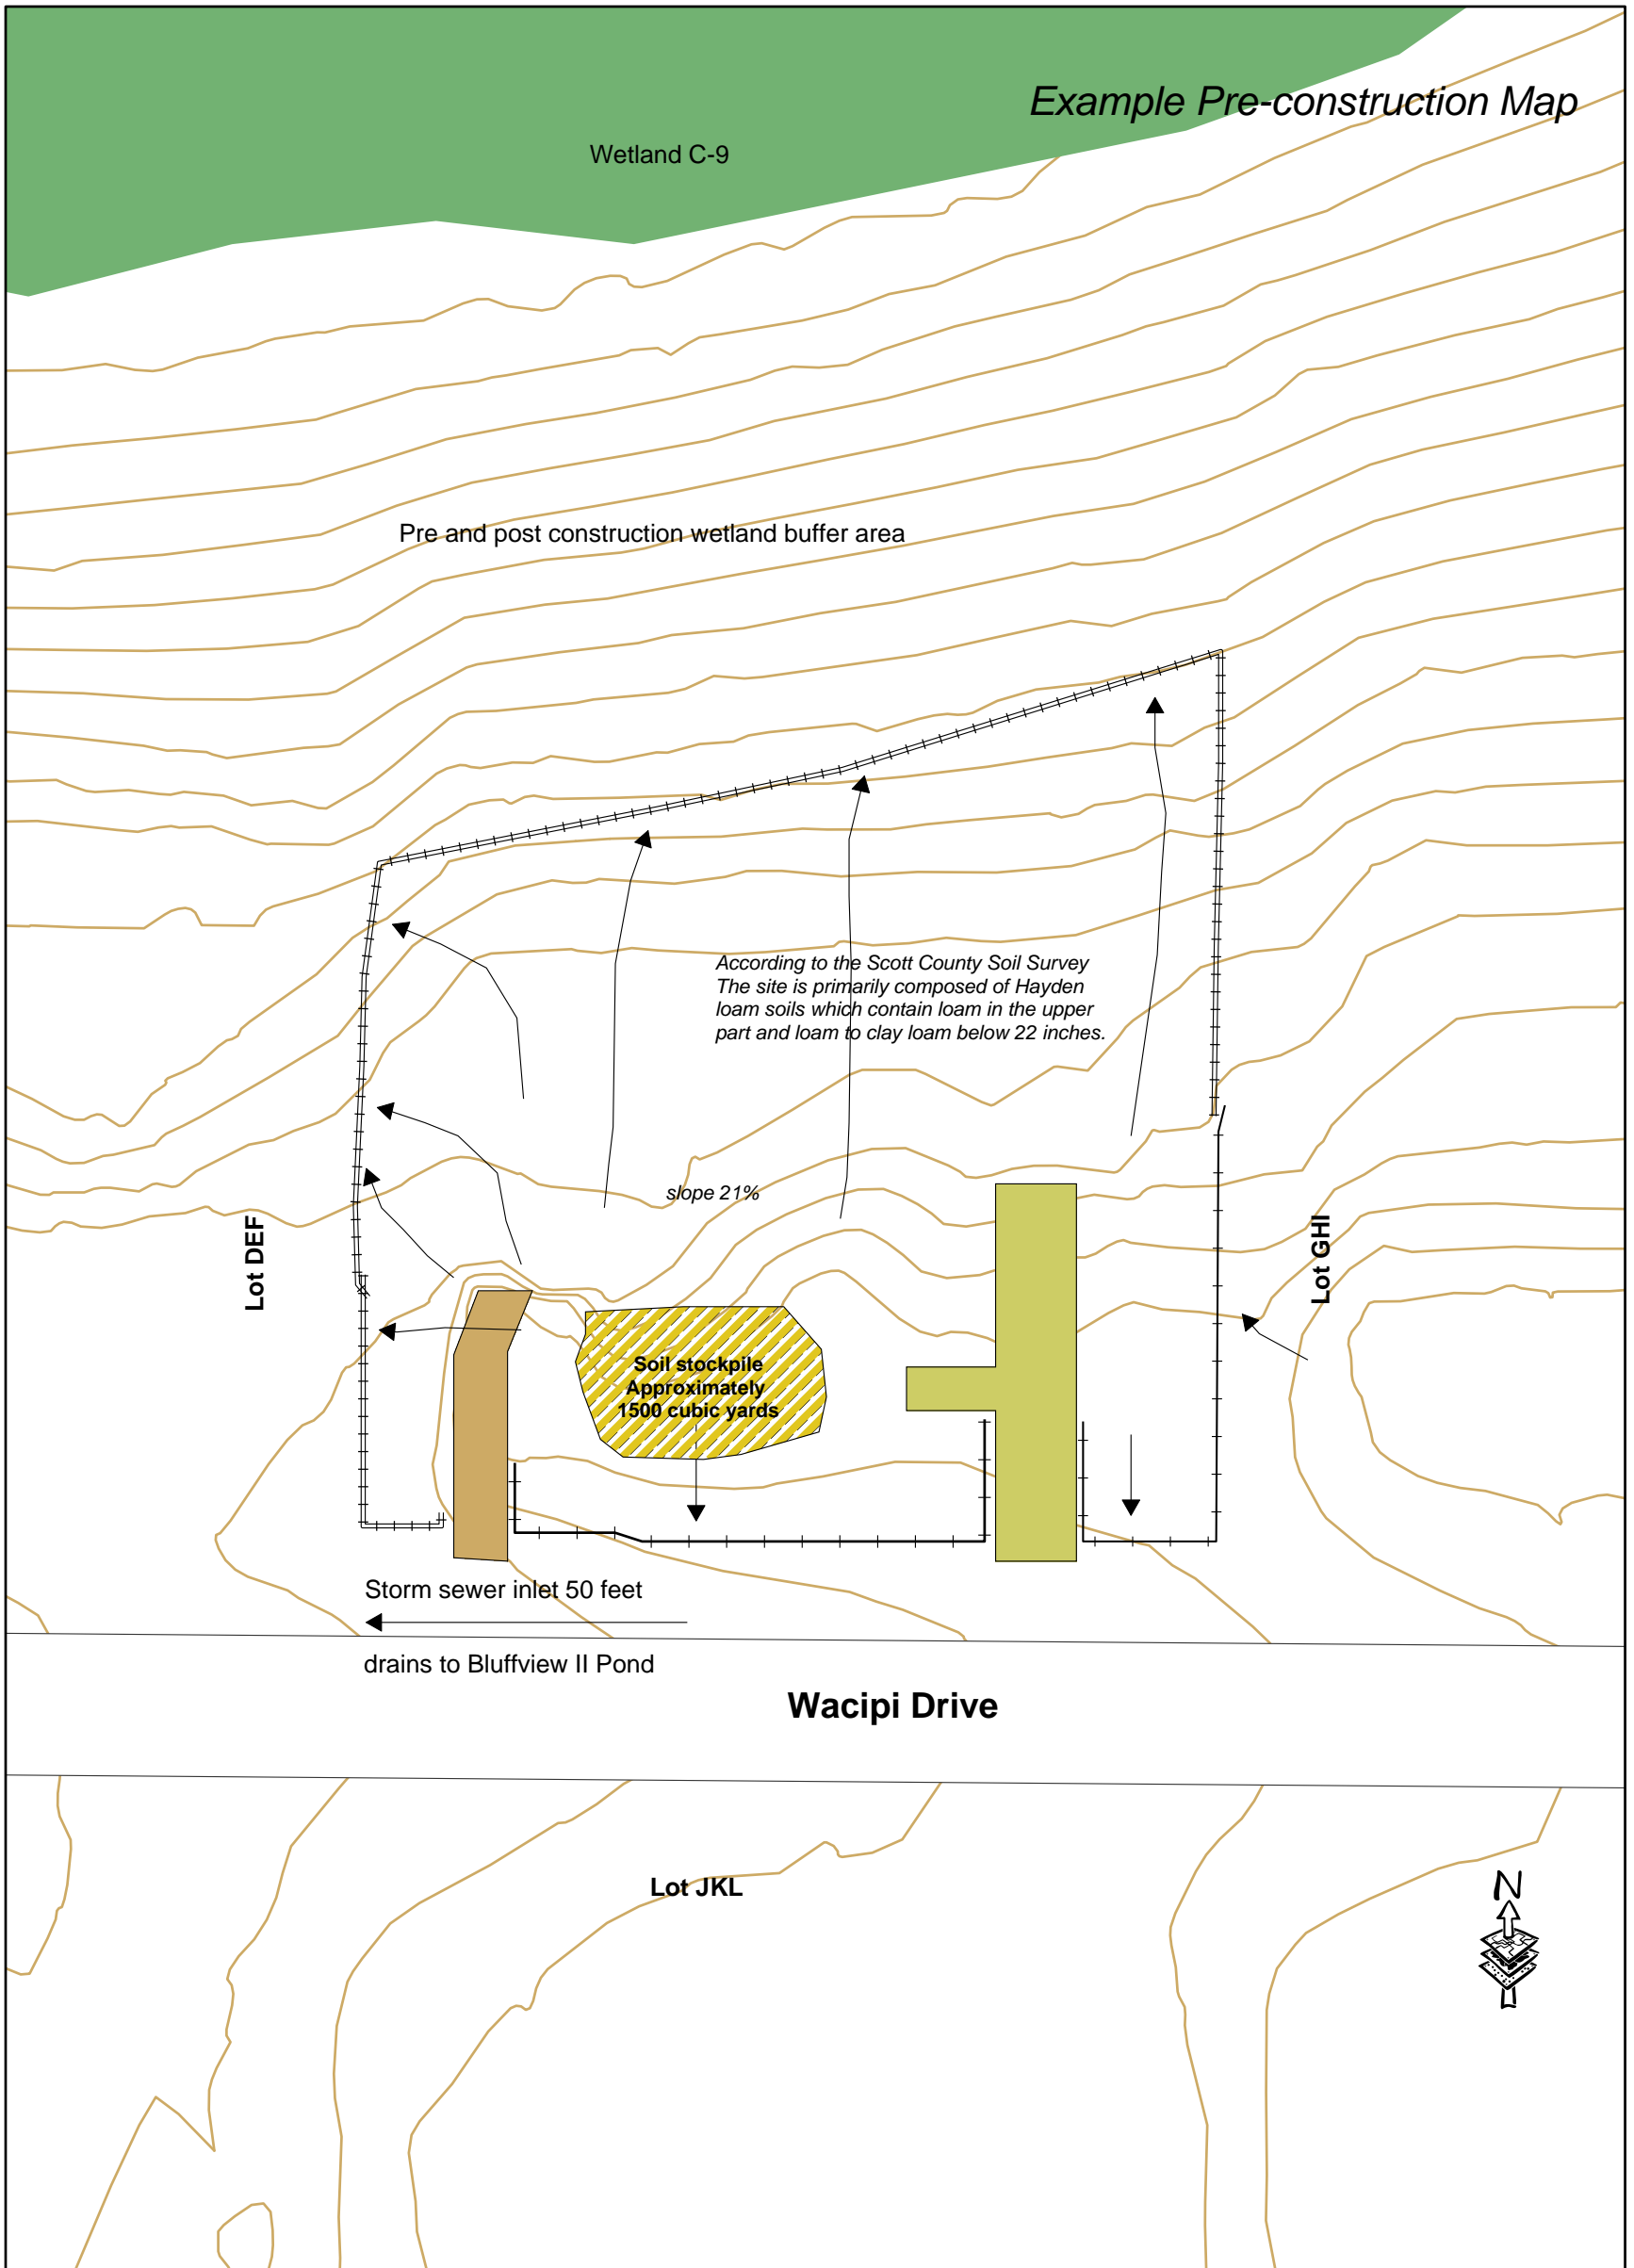 Example Pre-construction Map
Wetland C-9
Pre and post construction wetland buffer area
According to the Scott County Soil Survey
The site is primarily composed of Hayden
loam soils which contain loam in the upper
part and loam to clay loam below 22 inches.
slope 21%
Lot DEF
Lot GHI
Soil stockpile
Approximately
1500 cubic yards
Storm sewer inlet 50 feet
drains to Bluffview II Pond
Wacipi Drive
Lot JKL
N